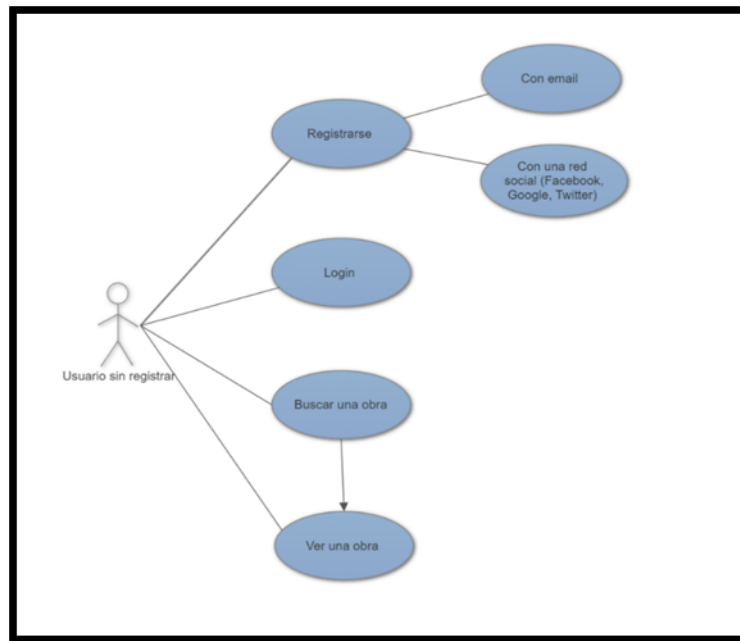 Con email
Registrarse
Con una red
social (Facebook,
Google, Twitter)
Login
Usuario sin registrar
Buscar una obra
Ver una obra